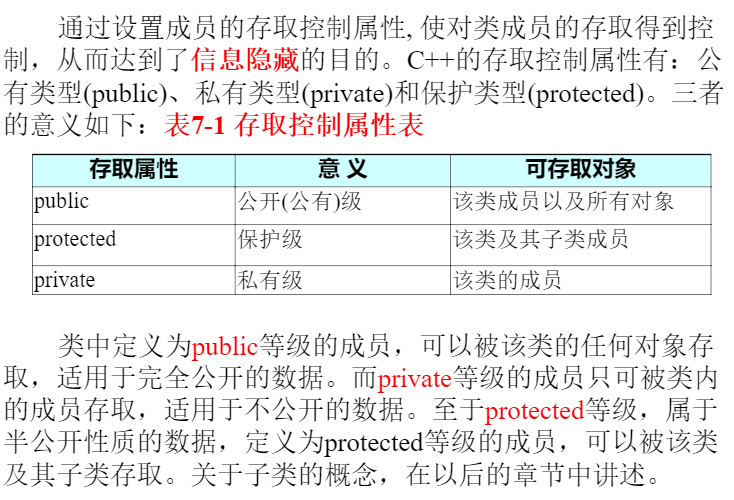 通过设置成员的存取控制属性, 使对类成员的存取得到控
制，从而达到了信息隐藏的目的。C++的存取控制属性有：公
有类型(public)、私有类型(private)和保护类型(protected)。三者
的意义如下：表7-1 存取控制属性表
存取属性 意 义 可存取对象
public 公开(公有)级 该类成员以及所有对象
protected 保护级 该类及其子类成员
private 私有级 该类的成员
类中定义为public等级的成员，可以被该类的任何对象存
取，适用于完全公开的数据。而private等级的成员只可被类内
的成员存取，适用于不公开的数据。至于protected等级，属于
半公开性质的数据，定义为protected等级的成员，可以被该类
及其子类存取。关于子类的概念，在以后的章节中讲述。